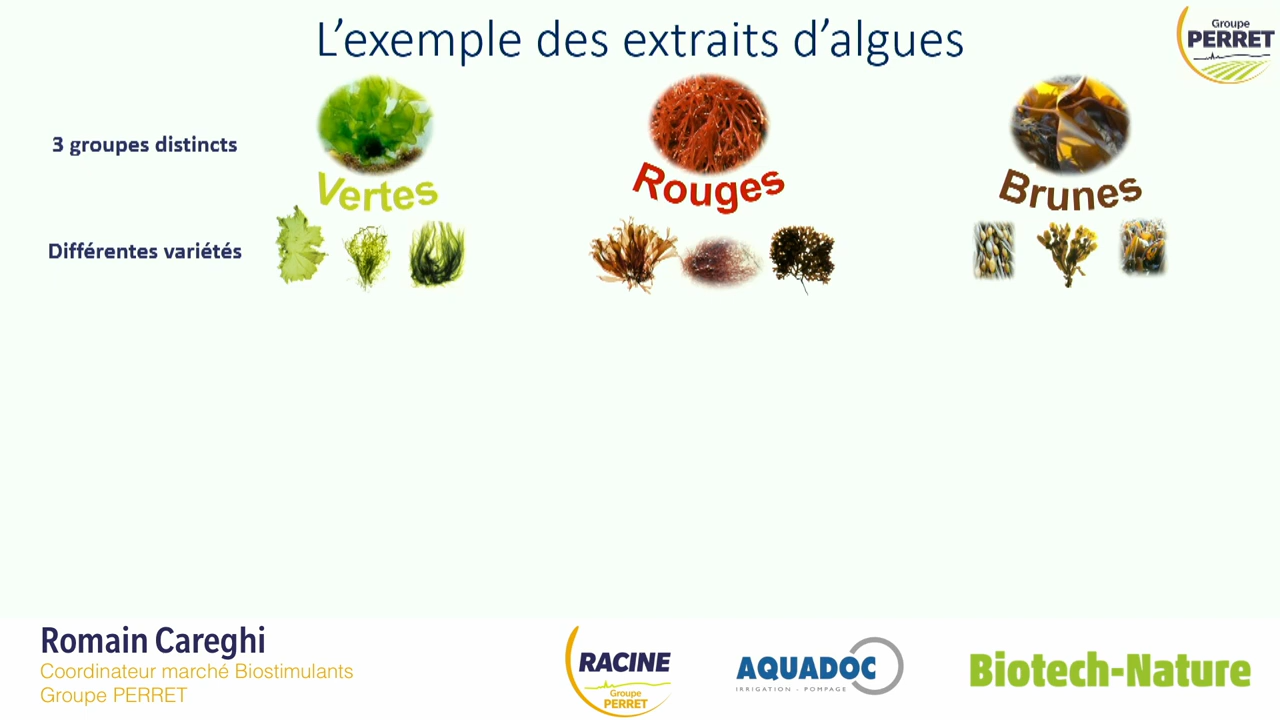 L'exemple des extraits d'algues
Groupe
PERRET
3 groupes distincts
Vertes
Rouges
Brunes
Différentes variétés
Romain Careghi
Coordinateur marché Biostimulants
Groupe PERRET
RACINE
Groupe
PERRET
AQUADOC
IRRIGATION - POMPAGE
Biotech-Nature